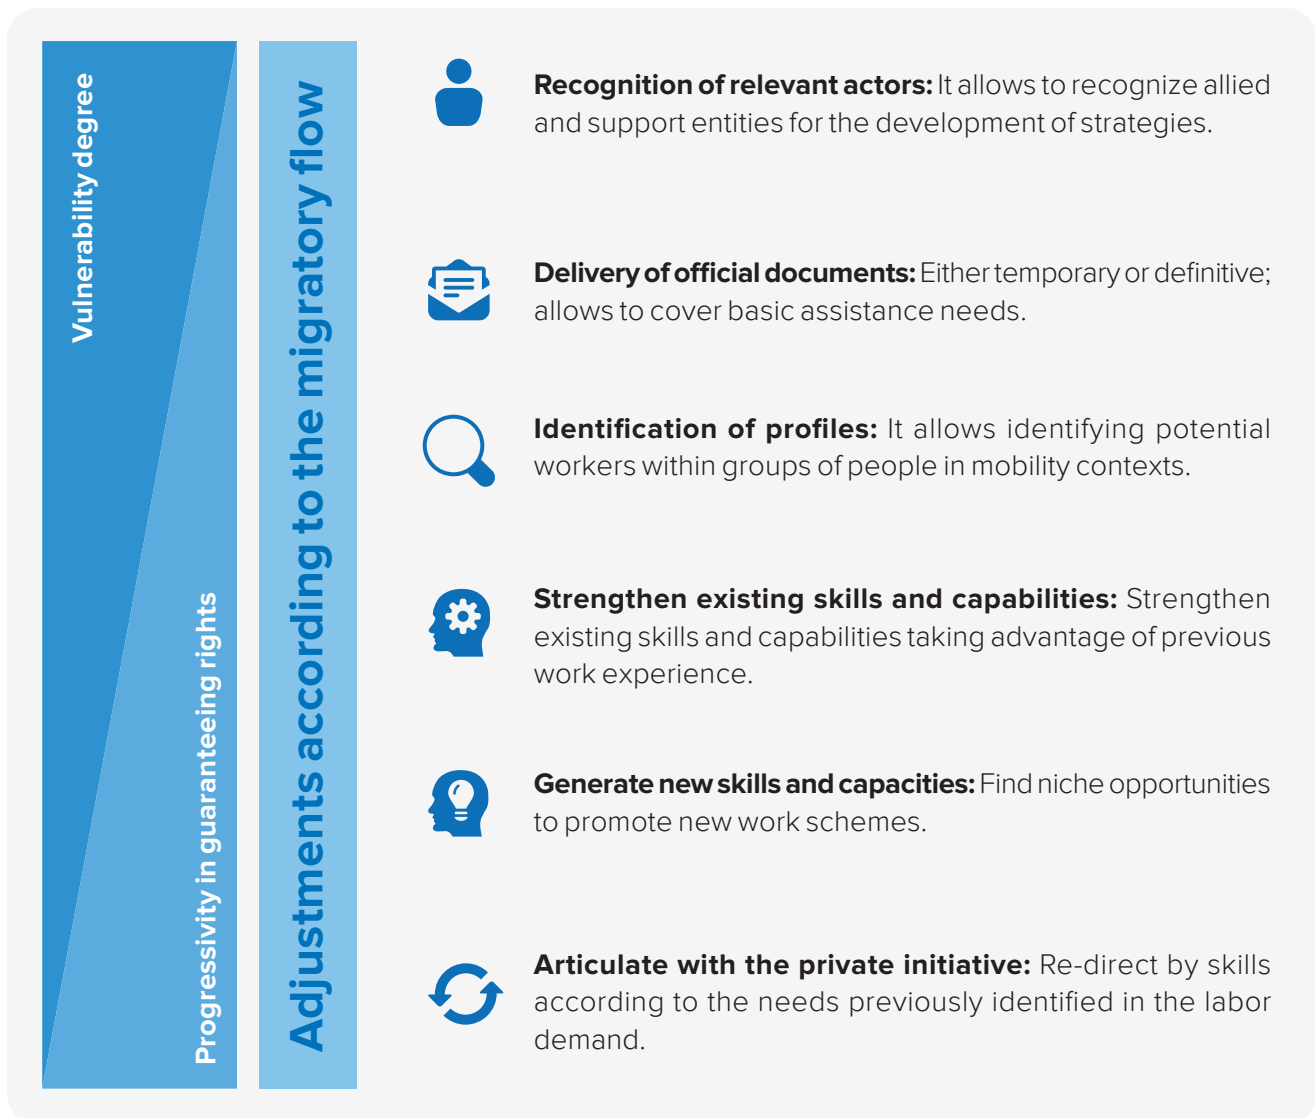 Vulnerability degree
Progressivity in guaranteeing rights
Adjustments according to the migratory flow
Recognition of relevant actors: It allows to recognize allied
and support entities for the development of strategies.
Delivery of official documents: Either temporary or definitive;
allows to cover basic assistance needs.
Identification of profiles: It allows identifying potential
workers within groups of people in mobility contexts.
Strengthen existing skills and capabilities: Strengthen
existing skills and capabilities taking advantage of previous
work experience.
Generate new skills and capacities: Find niche opportunities
to promote new work schemes.
Articulate with the private initiative: Re-direct by skills
according to the needs previously identified in the labor
demand.